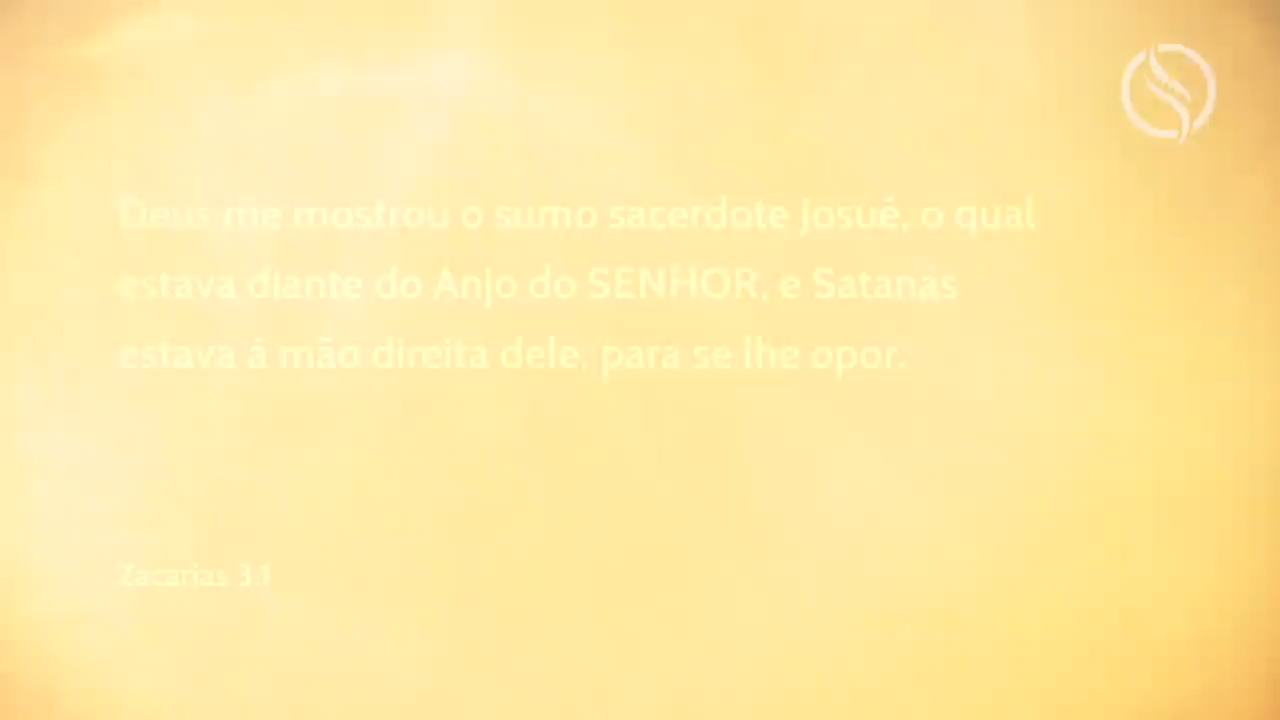 Deus me mostrou o sumo sacerdote Josué, o qual
estava diante do Anjo do SENHOR, e Satanás
estava à mão direita dele, para se lhe opor.
Zacarias 3.1